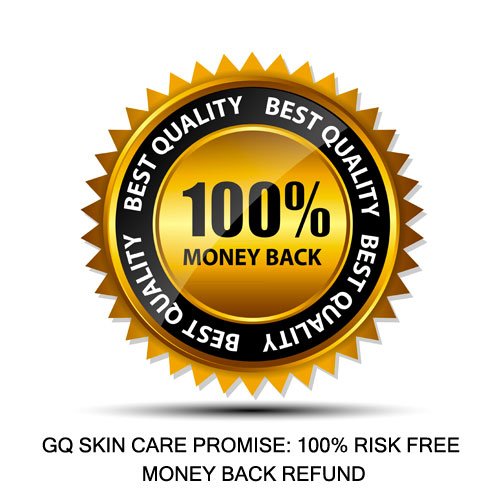 BEST QUALITY
BEST QUALITY
BEST QUALITY
BEST QUALITY
100%
MONEY BACK
GQ SKIN CARE PROMISE: 100% RISK FREE
MONEY BACK REFUND